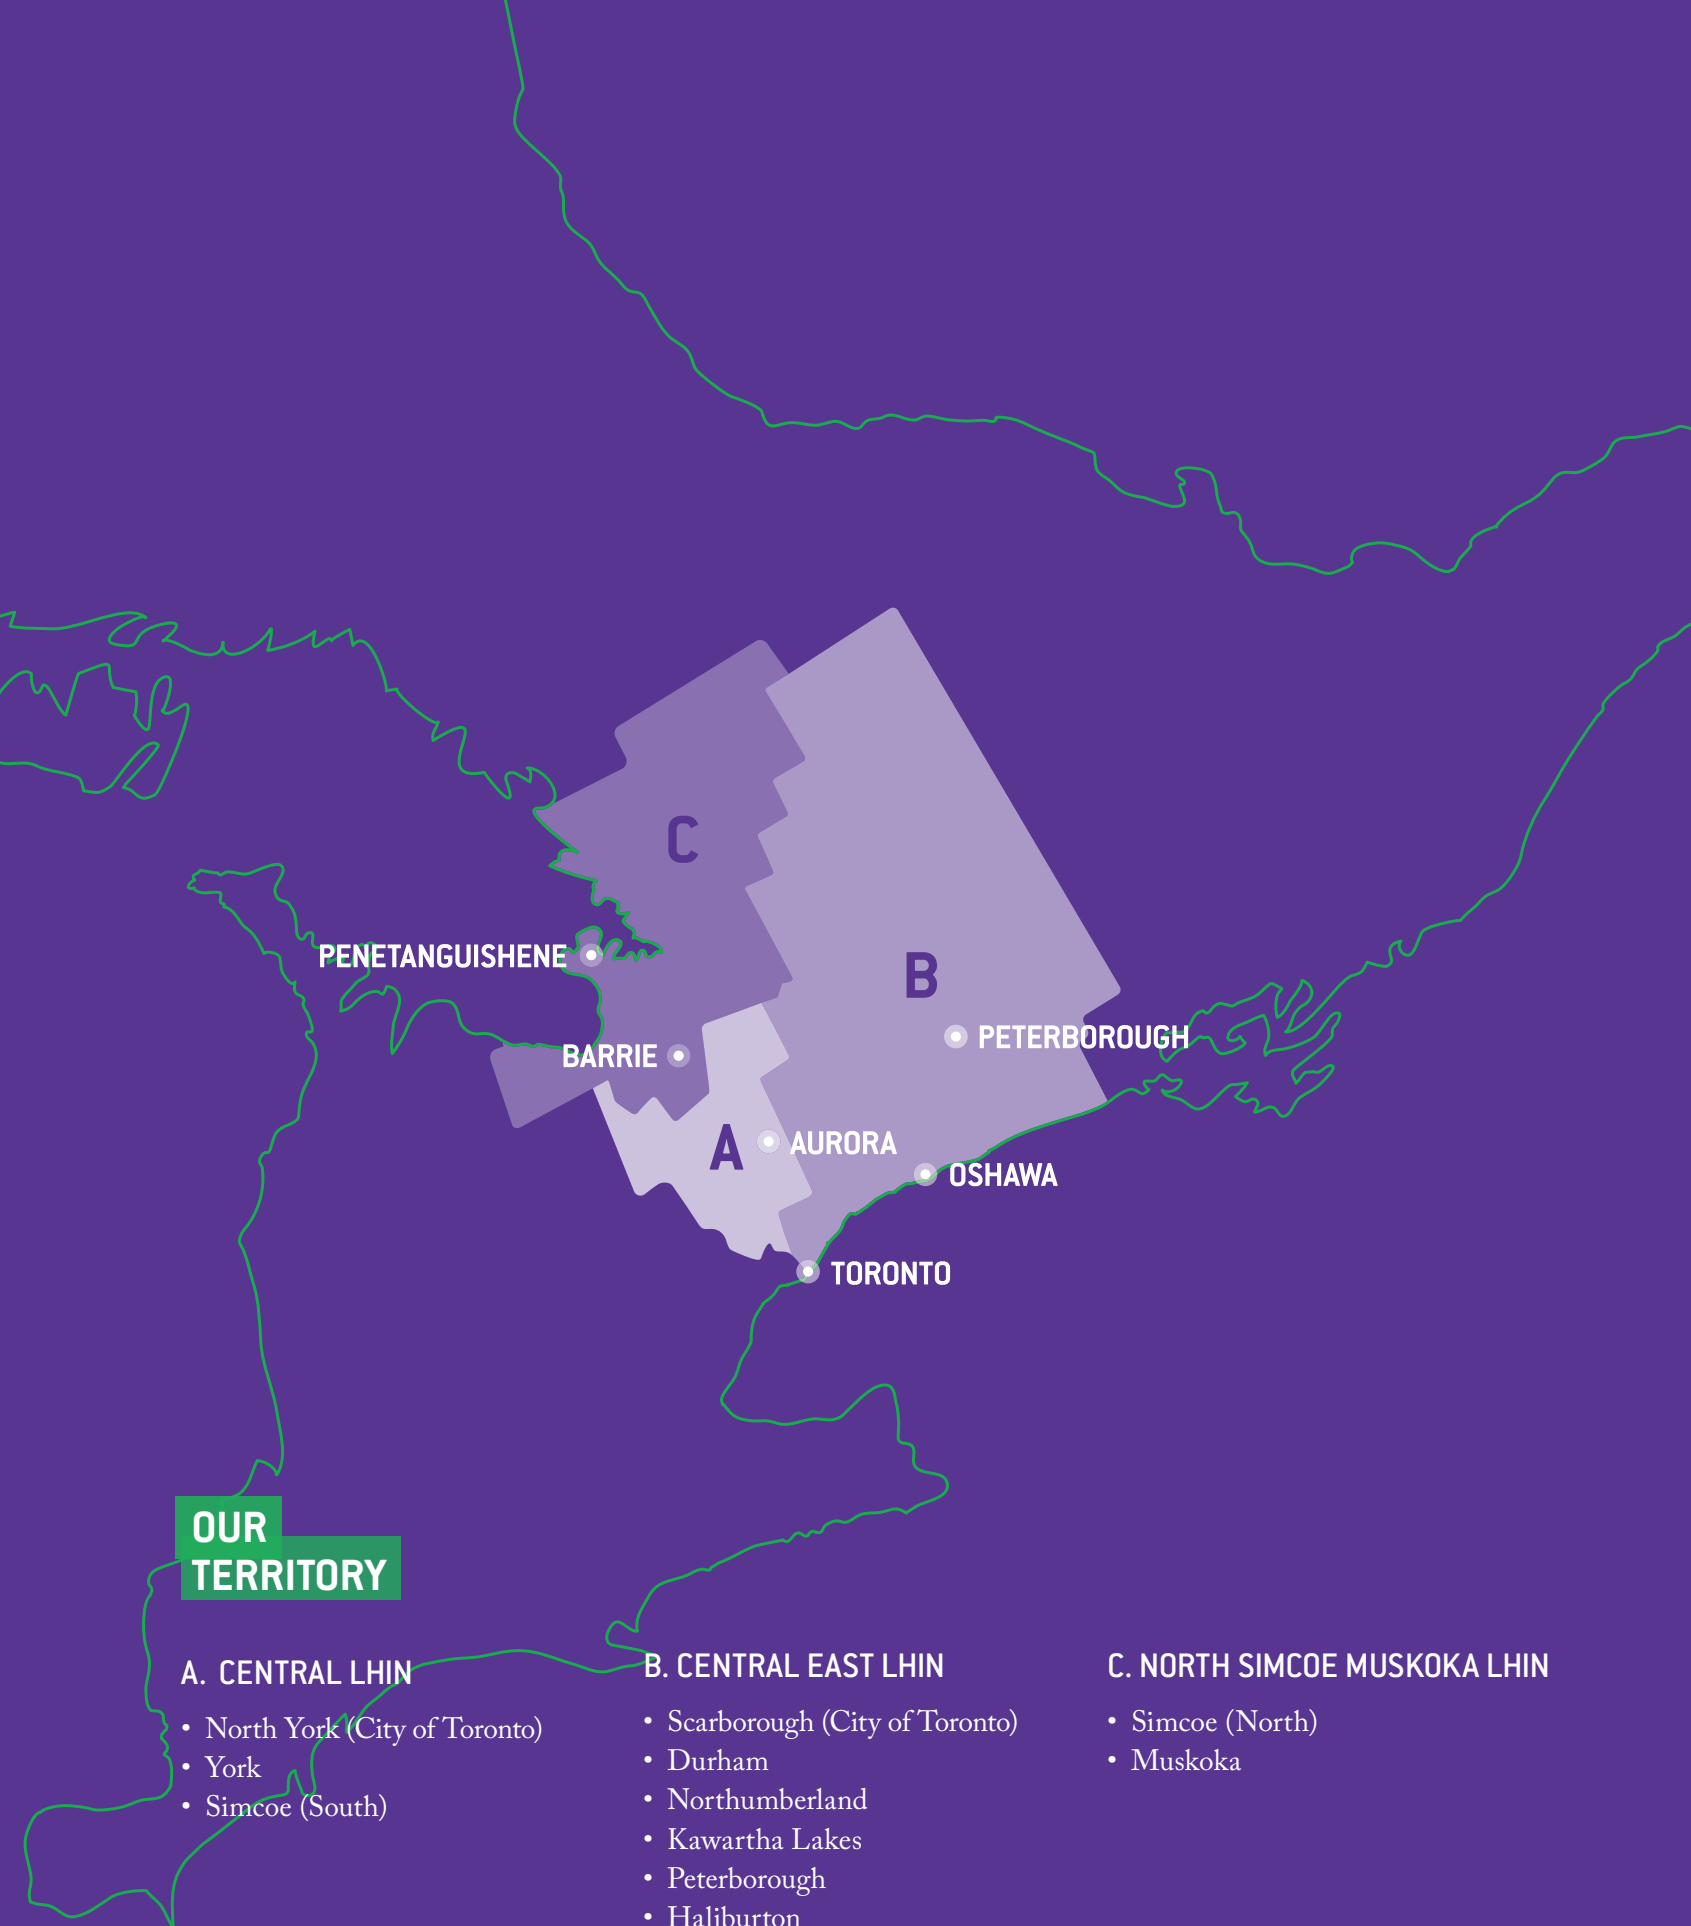 C
PENETANGUISHENE
B
PETERBOROUGH
BARRIE
A
AURORA
OSHAWA
TORONTO
OUR
TERRITORY
A. CENTRAL LHIN
• North York (City of Toronto)
• York
• Simcoe (South)
B. CENTRAL EAST LHIN
• Scarborough (City of Toronto)
• Durham
• Northumberland
• Kawartha Lakes
• Peterborough
• Haliburton
C. NORTH SIMCOE MUSKOKA LHIN
• Simcoe (North)
• Muskoka